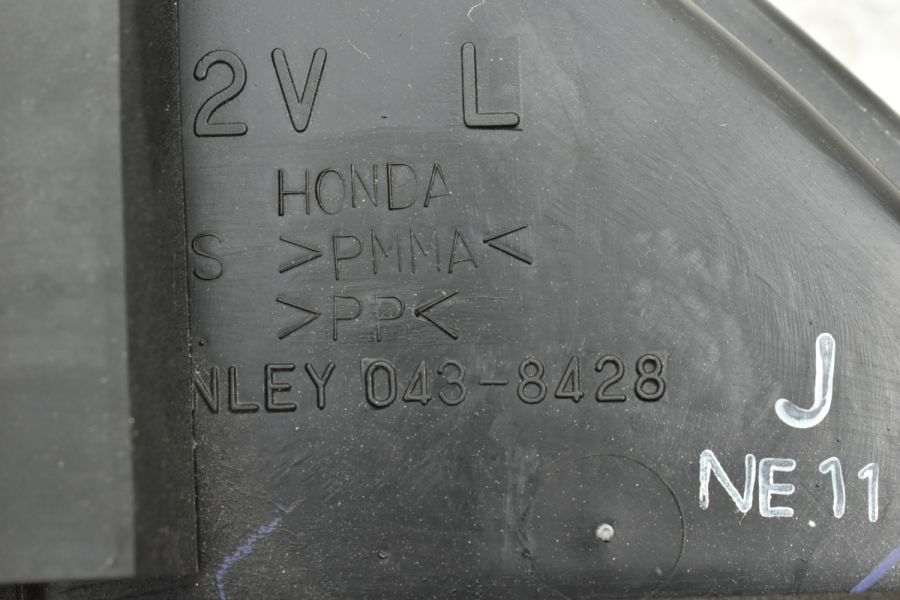 2V L
HONDA
S >PMMA<
>PP<
NLEY 043-8428
J
NE 11